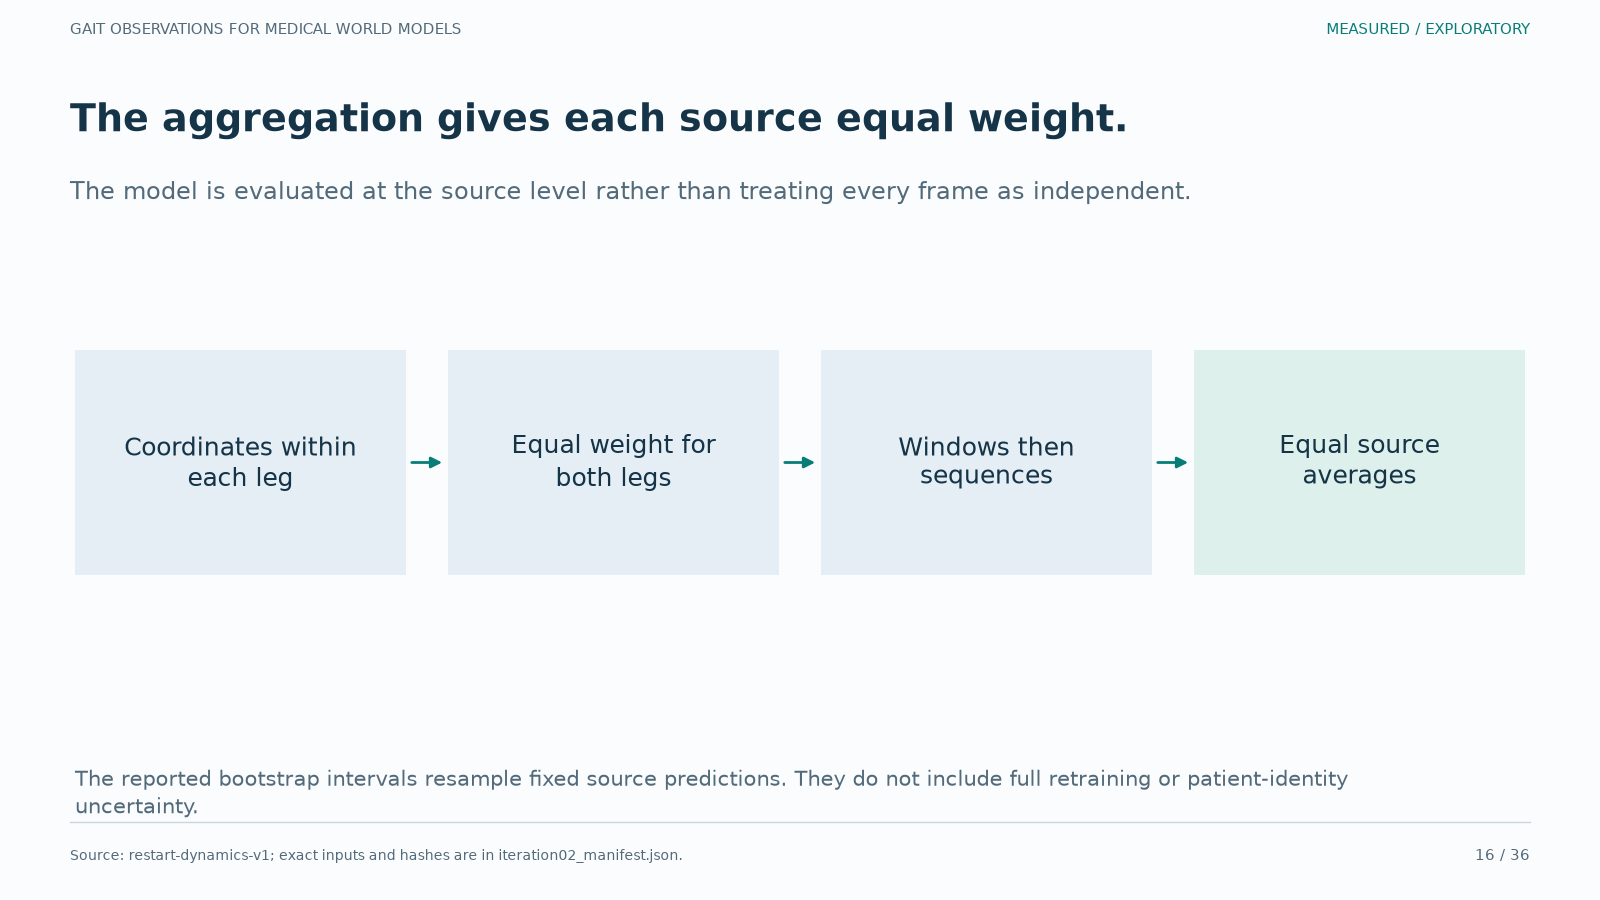 GAIT OBSERVATIONS FOR MEDICAL WORLD MODELS
MEASURED / EXPLORATORY
The aggregation gives each source equal weight.
The model is evaluated at the source level rather than treating every frame as independent.
Coordinates within
each leg
Equal weight for
both legs
Windows then
sequences
Equal source
averages
The reported bootstrap intervals resample fixed source predictions. They do not include full retraining or patient-identity
uncertainty.
Source: restart-dynamics-v1; exact inputs and hashes are in iteration02_manifest.json.
16 / 36